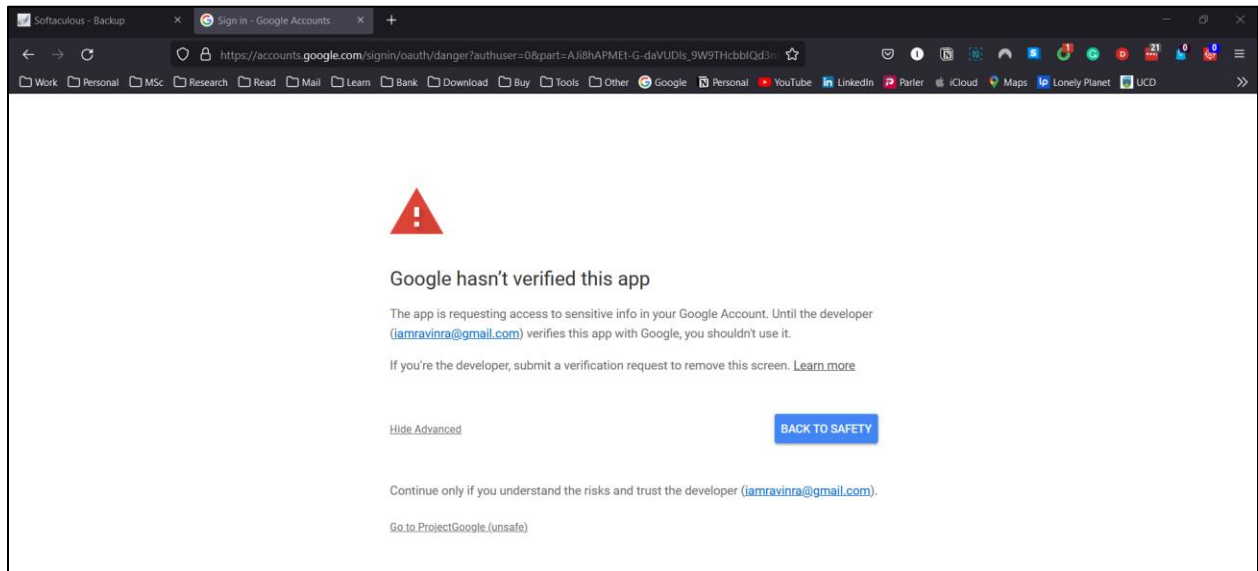 Softaculous - Backup
Sign in - Google Accounts
https://accounts.google.com/signin/oauth/danger?authuser=0&part=AJi8hAPMEt-G-daVUDls_9W9THcbblQd3n
21
0
0
1
Work Personal MSc Research Read Mail Learn Bank Download Buy Tools Other Google Personal YouTube LinkedIn Parler iCloud Maps Lonely Planet UCD
Google hasn't verified this app
The app is requesting access to sensitive info in your Google Account. Until the developer
(iamravinra@gmail.com) verifies this app with Google, you shouldn't use it.
If you're the developer, submit a verification request to remove this screen. Learn more
Hide Advanced
BACK TO SAFETY
Continue only if you understand the risks and trust the developer (iamravinra@gmail.com).
Go to ProjectGoogle (unsafe)